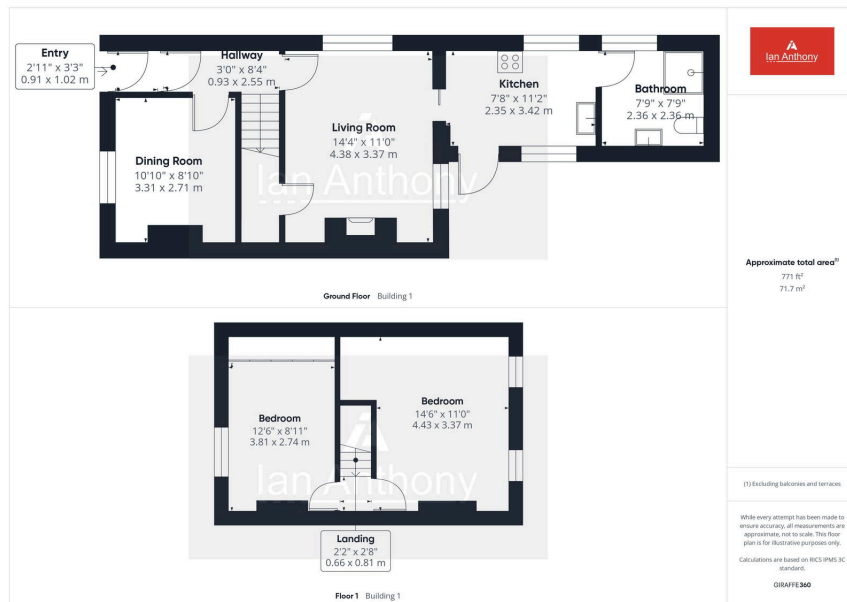 Entry
2'11" x 3'3"
0.91 x 1.02 m
Hallway
3'0" x 8'4"
0.93 x 2.55 m
Dining Room
10'10" x 8'10"
3.31 x 2.71 m
Living Room
14'4" x 11'0"
4.38 x 3.37 m
Kitchen
7'8" x 11'2"
2.35 x 3.42 m
Bathroom
7'9" x 7'9"
2.36 x 2.36 m
Ian Anthony
Ground Floor Building 1
Bedroom
12'6" x 8'11"
3.81 x 2.74 m
Bedroom
14'6" x 11'0"
4.43 x 3.37 m
Ian Anthony
Landing
2'2" x 2'8"
0.66 x 0.81 m
Floor 1 Building 1
Ian Anthony
Approximate total area(1)
771 ft²
71.7 m²
(1) Excluding balconies and terraces
While every attempt has been made to
ensure accuracy, all measurements are
approximate, not to scale. This floor
plan is for illustrative purposes only.
Calculations are based on RICS IPMS 3C
standard.
GIRAFFE360